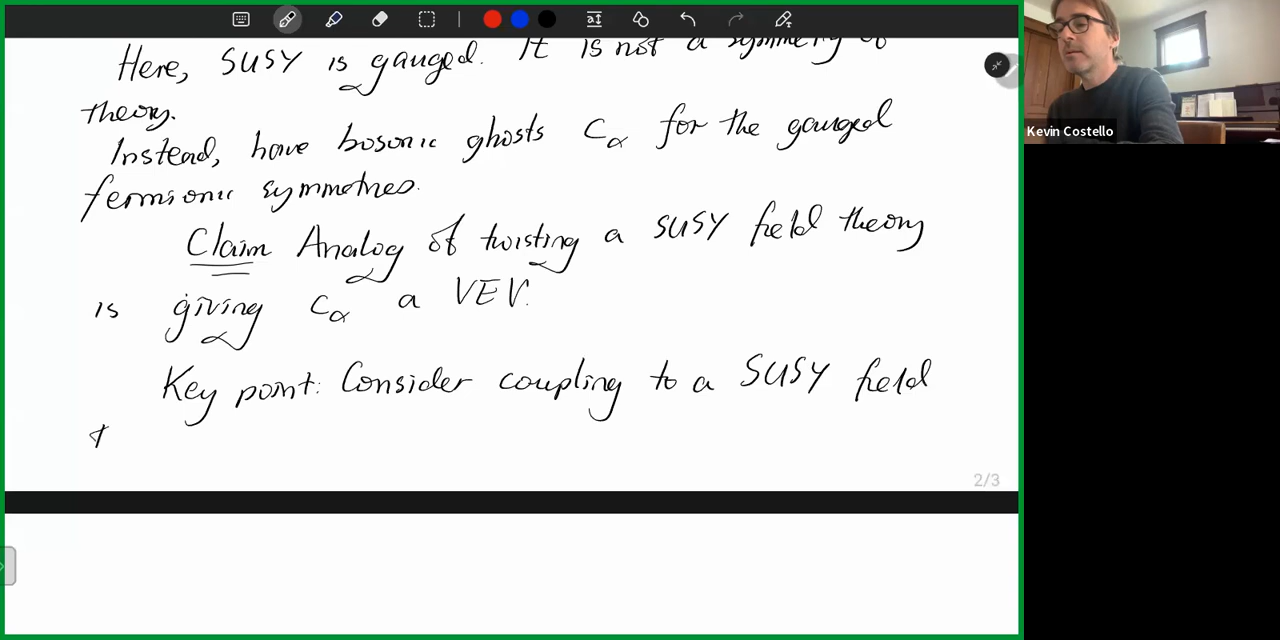 Here, SUSY is gauged. It is not a symmetry of
theory.
Instead, have bosonic ghosts Cα for the gauged
fermionic symmetries.
Claim Analog of twisting a SUSY field theory
is giving Cα a VEV.
Key point: Consider coupling to a SUSY field
2/3
Kevin Costello